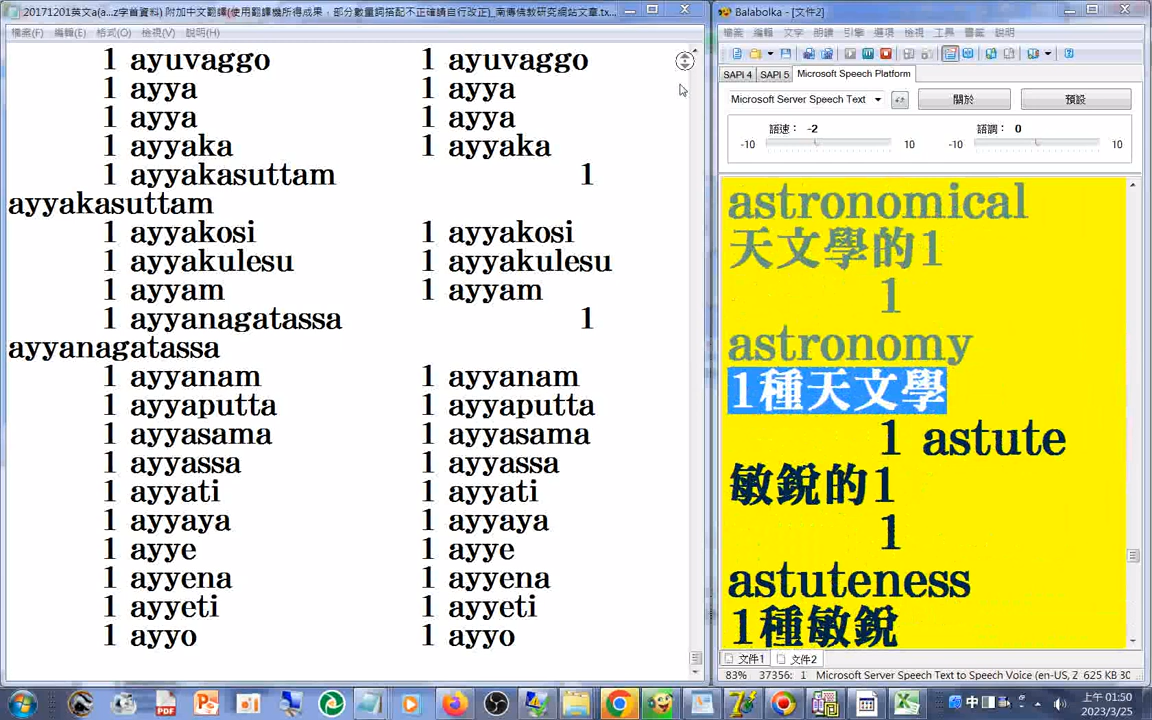 20171201英文a(a...z字首資料) 附加中文翻譯(使用翻譯機所得成果，部分數量詞搭配不正確請自行改正)_南傳佛教研究網站文章.tx...
檔案(F) 編輯(E) 格式(O) 檢視(V) 說明(H)
1 ayuvaggo 1 ayuvaggo
1 ayya 1 ayya
1 ayya 1 ayya
1 ayyaka 1 ayyaka
1 ayyakasuttam 1
ayyakasuttam
1 ayyakosi 1 ayyakosi
1 ayyakulesu 1 ayyakulesu
1 ayyam 1 ayyam
1 ayyanagatassa 1
ayyanagatassa
1 ayyanam 1 ayyanam
1 ayyaputta 1 ayyaputta
1 ayyasama 1 ayyasama
1 ayyassa 1 ayyassa
1 ayyati 1 ayyati
1 ayyaya 1 ayyaya
1 ayye 1 ayye
1 ayyena 1 ayyena
1 ayyeti 1 ayyeti
1 ayyo 1 ayyo
Balabolka - [文件2]
檔案 編輯 文字 朗讀 引擎 選項 檢視 工具 書籤 說明
SAPI 4 SAPI 5 Microsoft Speech Platform
Microsoft Server Speech Text 關於 預設
語速： -2 語調： 0
-10 10 -10 10
astronomical
天文學的1
1
astronomy
1種天文學
1 astute
敏銳的1
1
astuteness
1種敏銳
文件1 文件2
83% 37356: 1 Microsoft Server Speech Text to Speech Voice (en-US, Z 625 KB 30
中
上午 01:50
2023/3/25